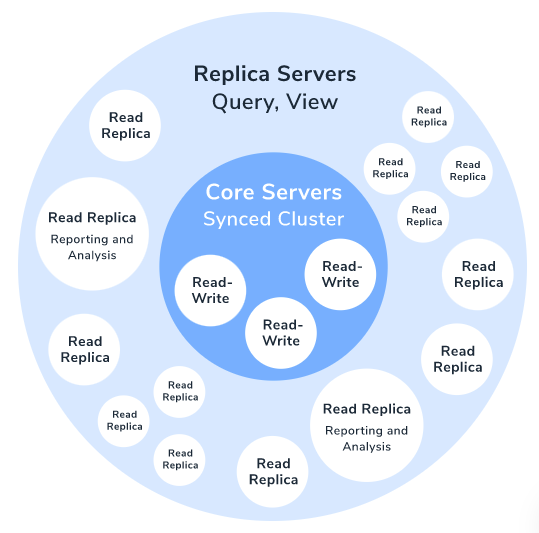 Replica Servers
Query, View
Read
Replica
Read
Replica
Read
Replica
Read
Replica
Read
Replica
Core Servers
Synced Cluster
Read-
Write
Read-
Write
Read-
Write
Read Replica
Reporting and
Analysis
Read
Replica
Read
Replica
Read
Replica
Read
Replica
Read
Replica
Read
Replica
Read Replica
Reporting and
Analysis
Read
Replica